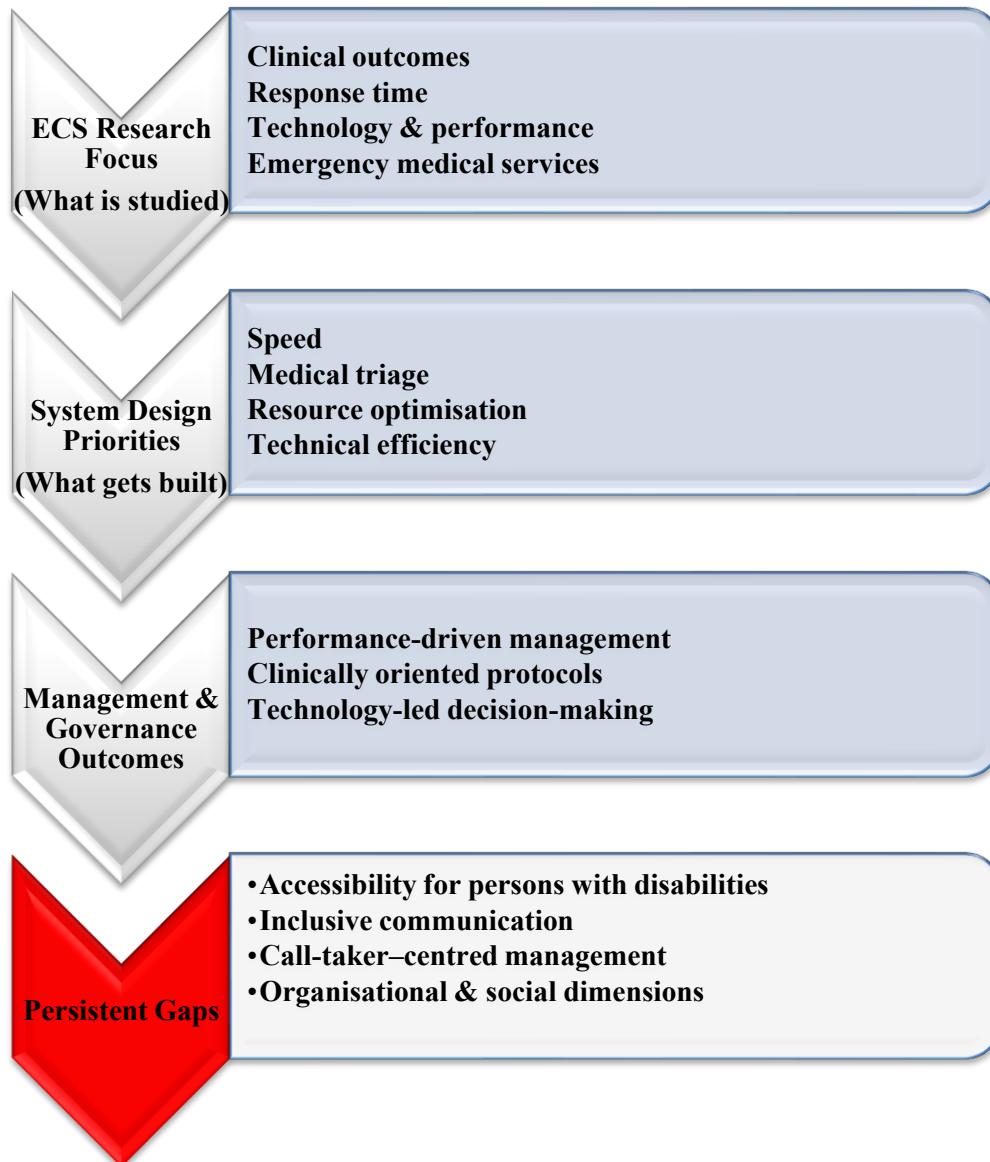 ECS Research
Focus
(What is studied)
Clinical outcomes
Response time
Technology & performance
Emergency medical services
System Design
Priorities
(What gets built)
Speed
Medical triage
Resource optimisation
Technical efficiency
Management &
Governance
Outcomes
Performance-driven management
Clinically oriented protocols
Technology-led decision-making
Persistent Gaps
•Accessibility for persons with disabilities
•Inclusive communication
•Call-taker–centred management
•Organisational & social dimensions